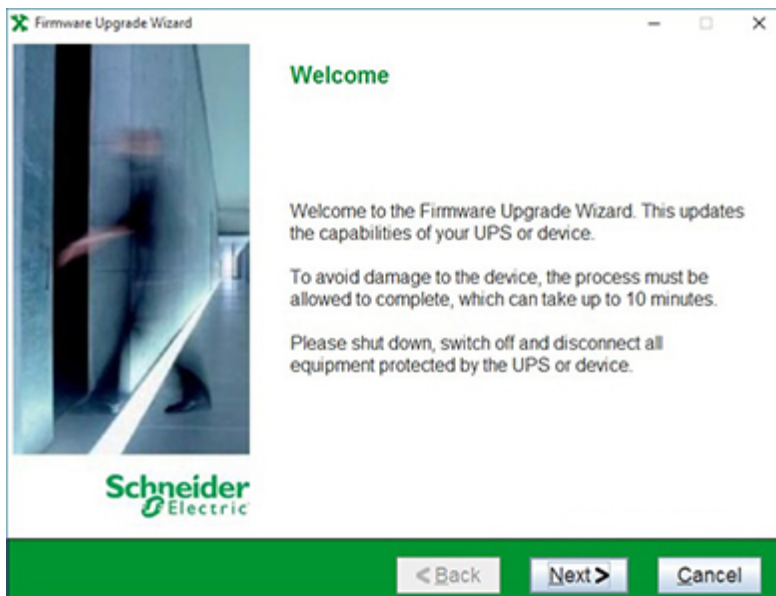 Firmware Upgrade Wizard
Welcome
Welcome to the Firmware Upgrade Wizard. This updates
the capabilities of your UPS or device.
To avoid damage to the device, the process must be
allowed to complete, which can take up to 10 minutes.
Please shut down, switch off and disconnect all
equipment protected by the UPS or device.
Schneider
Electric
< Back
Next >
Cancel